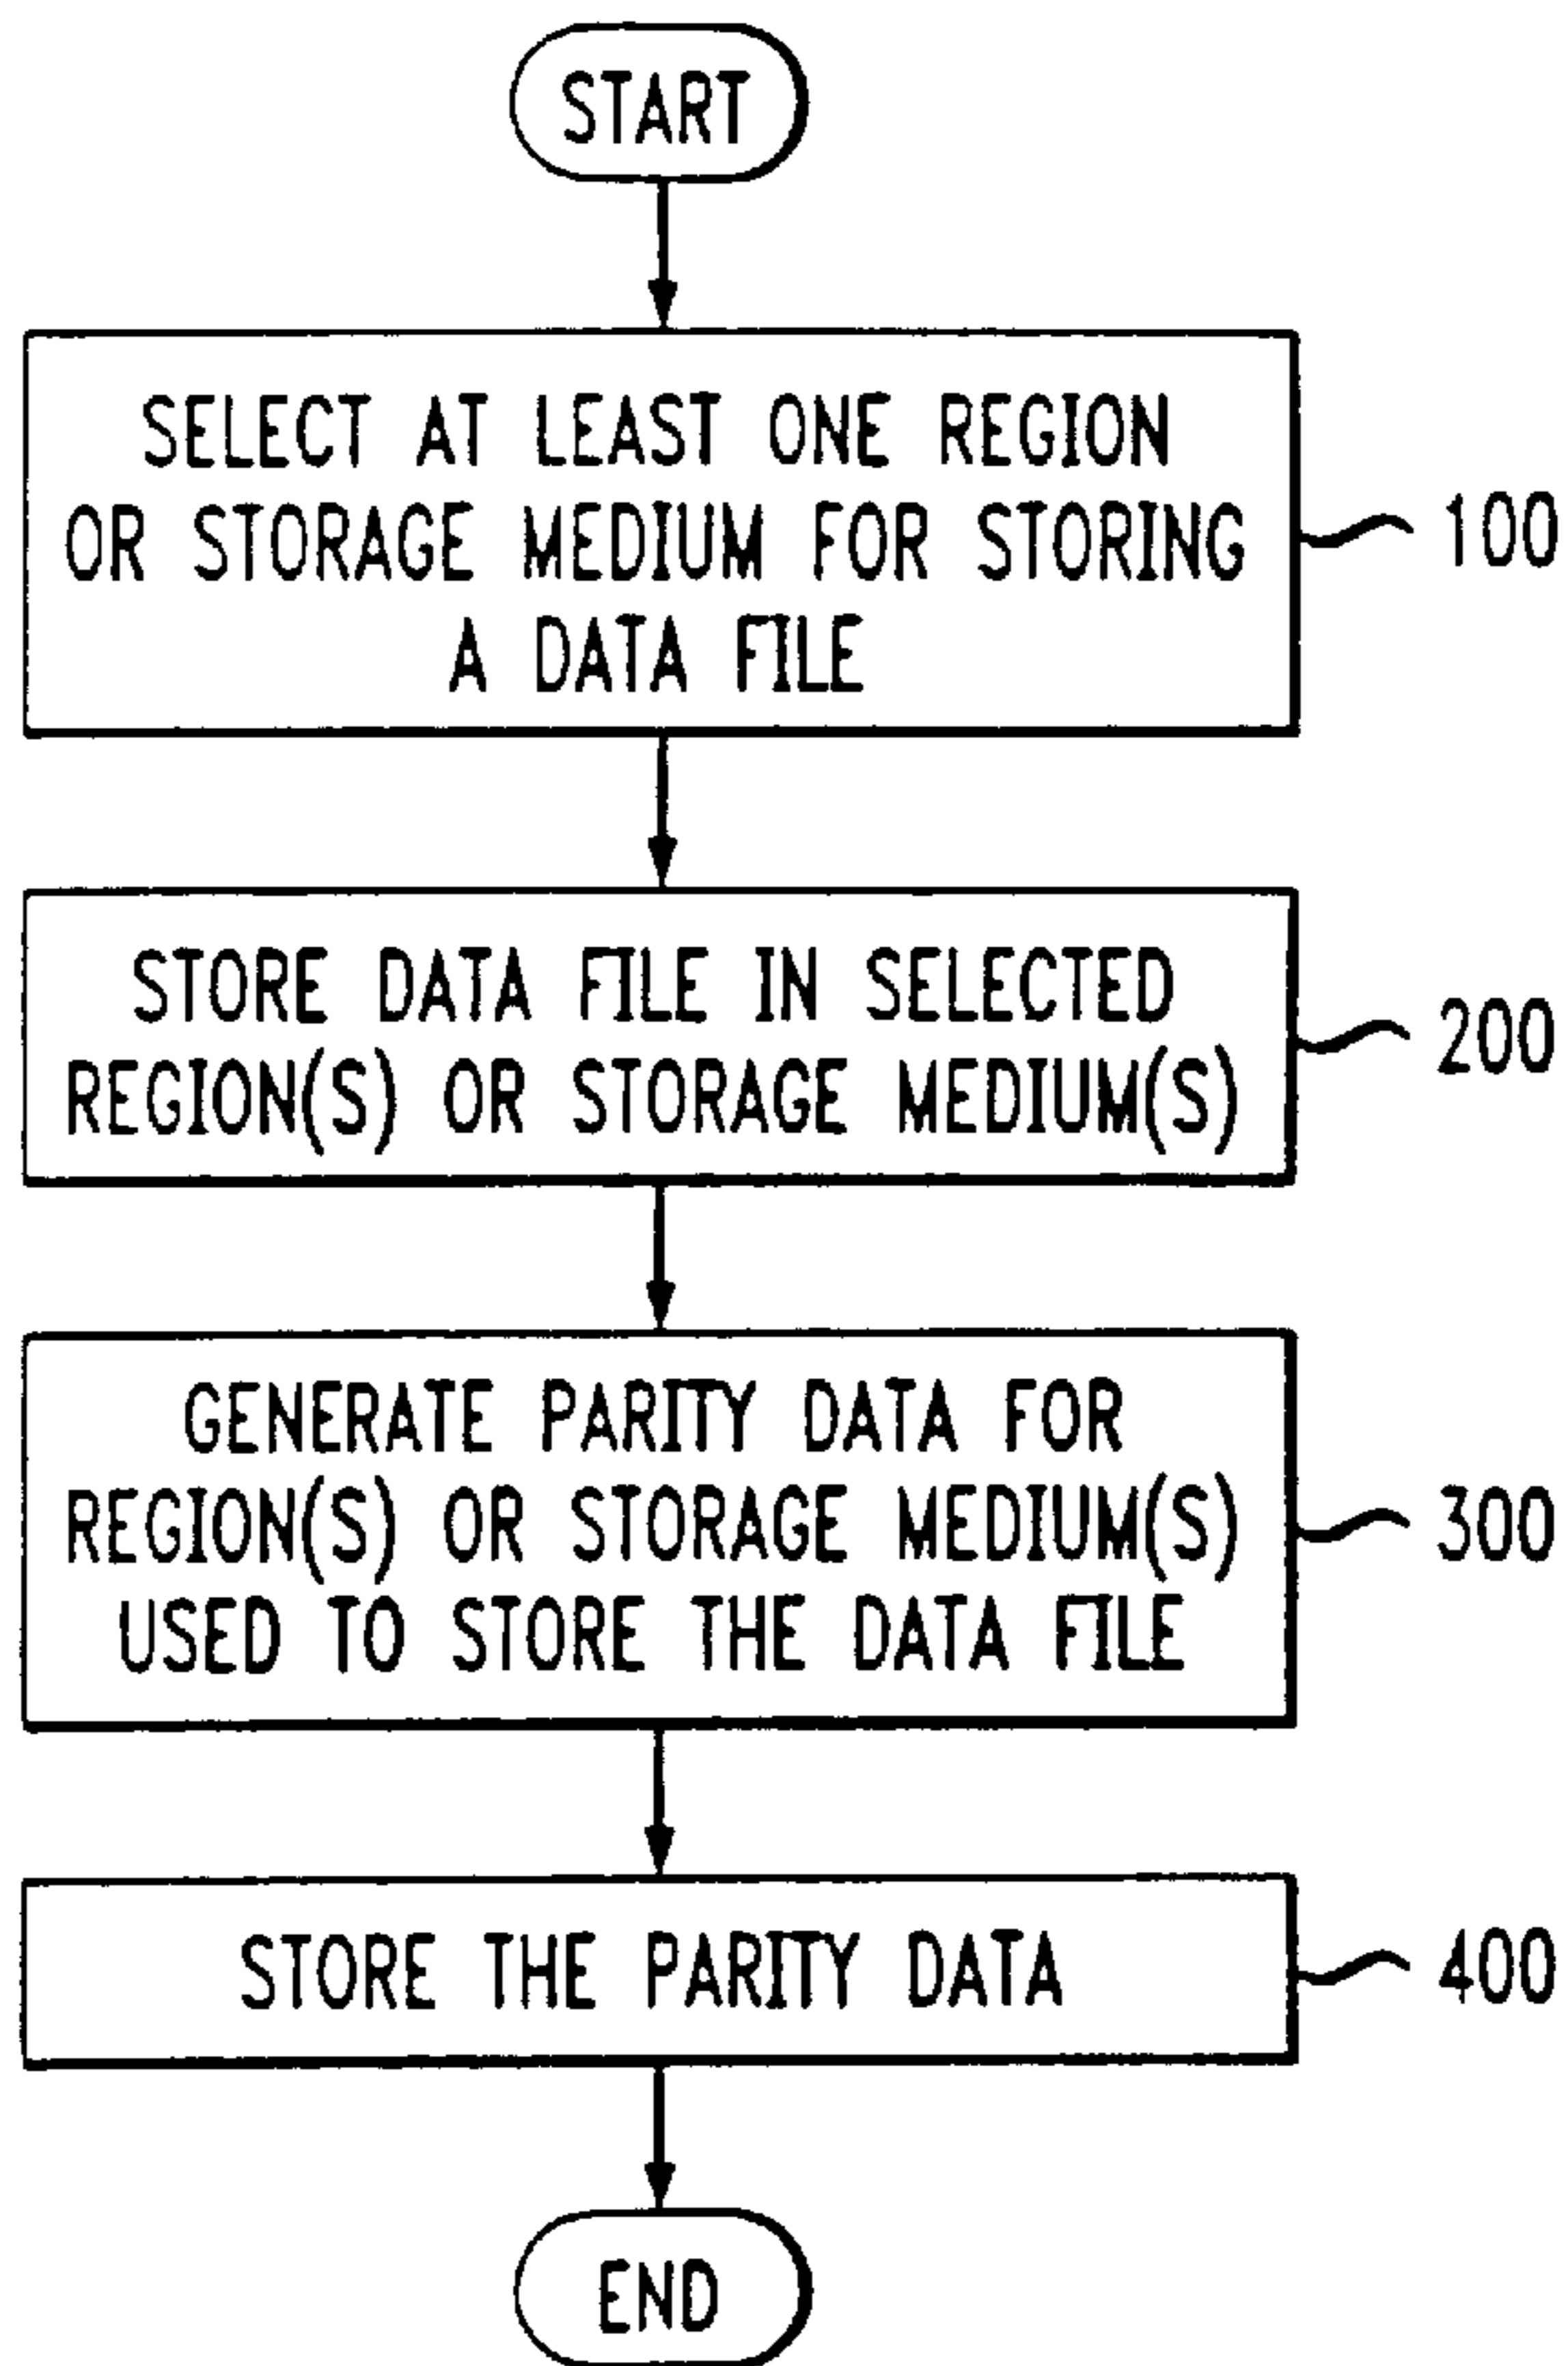 START
SELECT AT LEAST ONE REGION
OR STORAGE MEDIUM FOR STORING
A DATA FILE
100
STORE DATA FILE IN SELECTED
REGION(S) OR STORAGE MEDIUM(S)
200
GENERATE PARITY DATA FOR
REGION(S) OR STORAGE MEDIUM(S)
USED TO STORE THE DATA FILE
300
STORE THE PARITY DATA
400
END